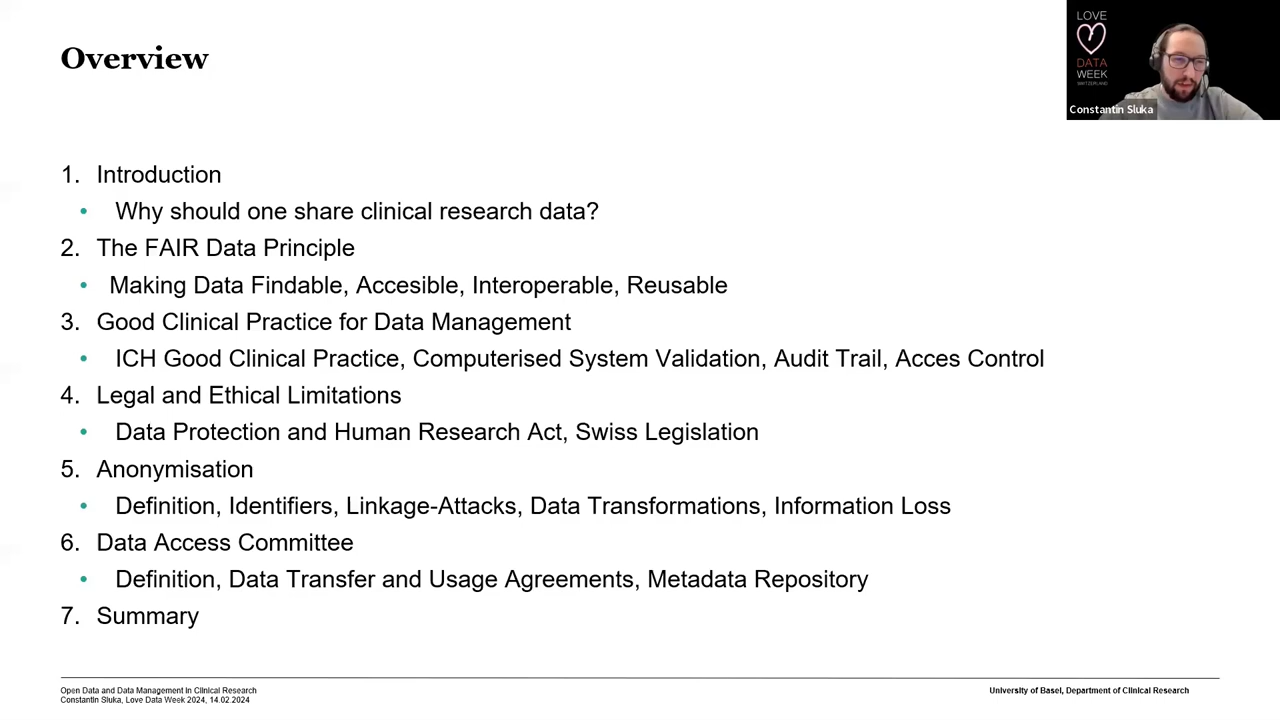 Overview
LOVE
DATA
WEEK
SWITZERLAND
Constantin Sluka
1. Introduction
• Why should one share clinical research data?
2. The FAIR Data Principle
• Making Data Findable, Accesible, Interoperable, Reusable
3. Good Clinical Practice for Data Management
• ICH Good Clinical Practice, Computerised System Validation, Audit Trail, Acces Control
4. Legal and Ethical Limitations
• Data Protection and Human Research Act, Swiss Legislation
5. Anonymisation
• Definition, Identifiers, Linkage-Attacks, Data Transformations, Information Loss
6. Data Access Committee
• Definition, Data Transfer and Usage Agreements, Metadata Repository
7. Summary
Open Data and Data Management in Clinical Research
Constantin Sluka, Love Data Week 2024, 14.02.2024
University of Basel, Department of Clinical Research